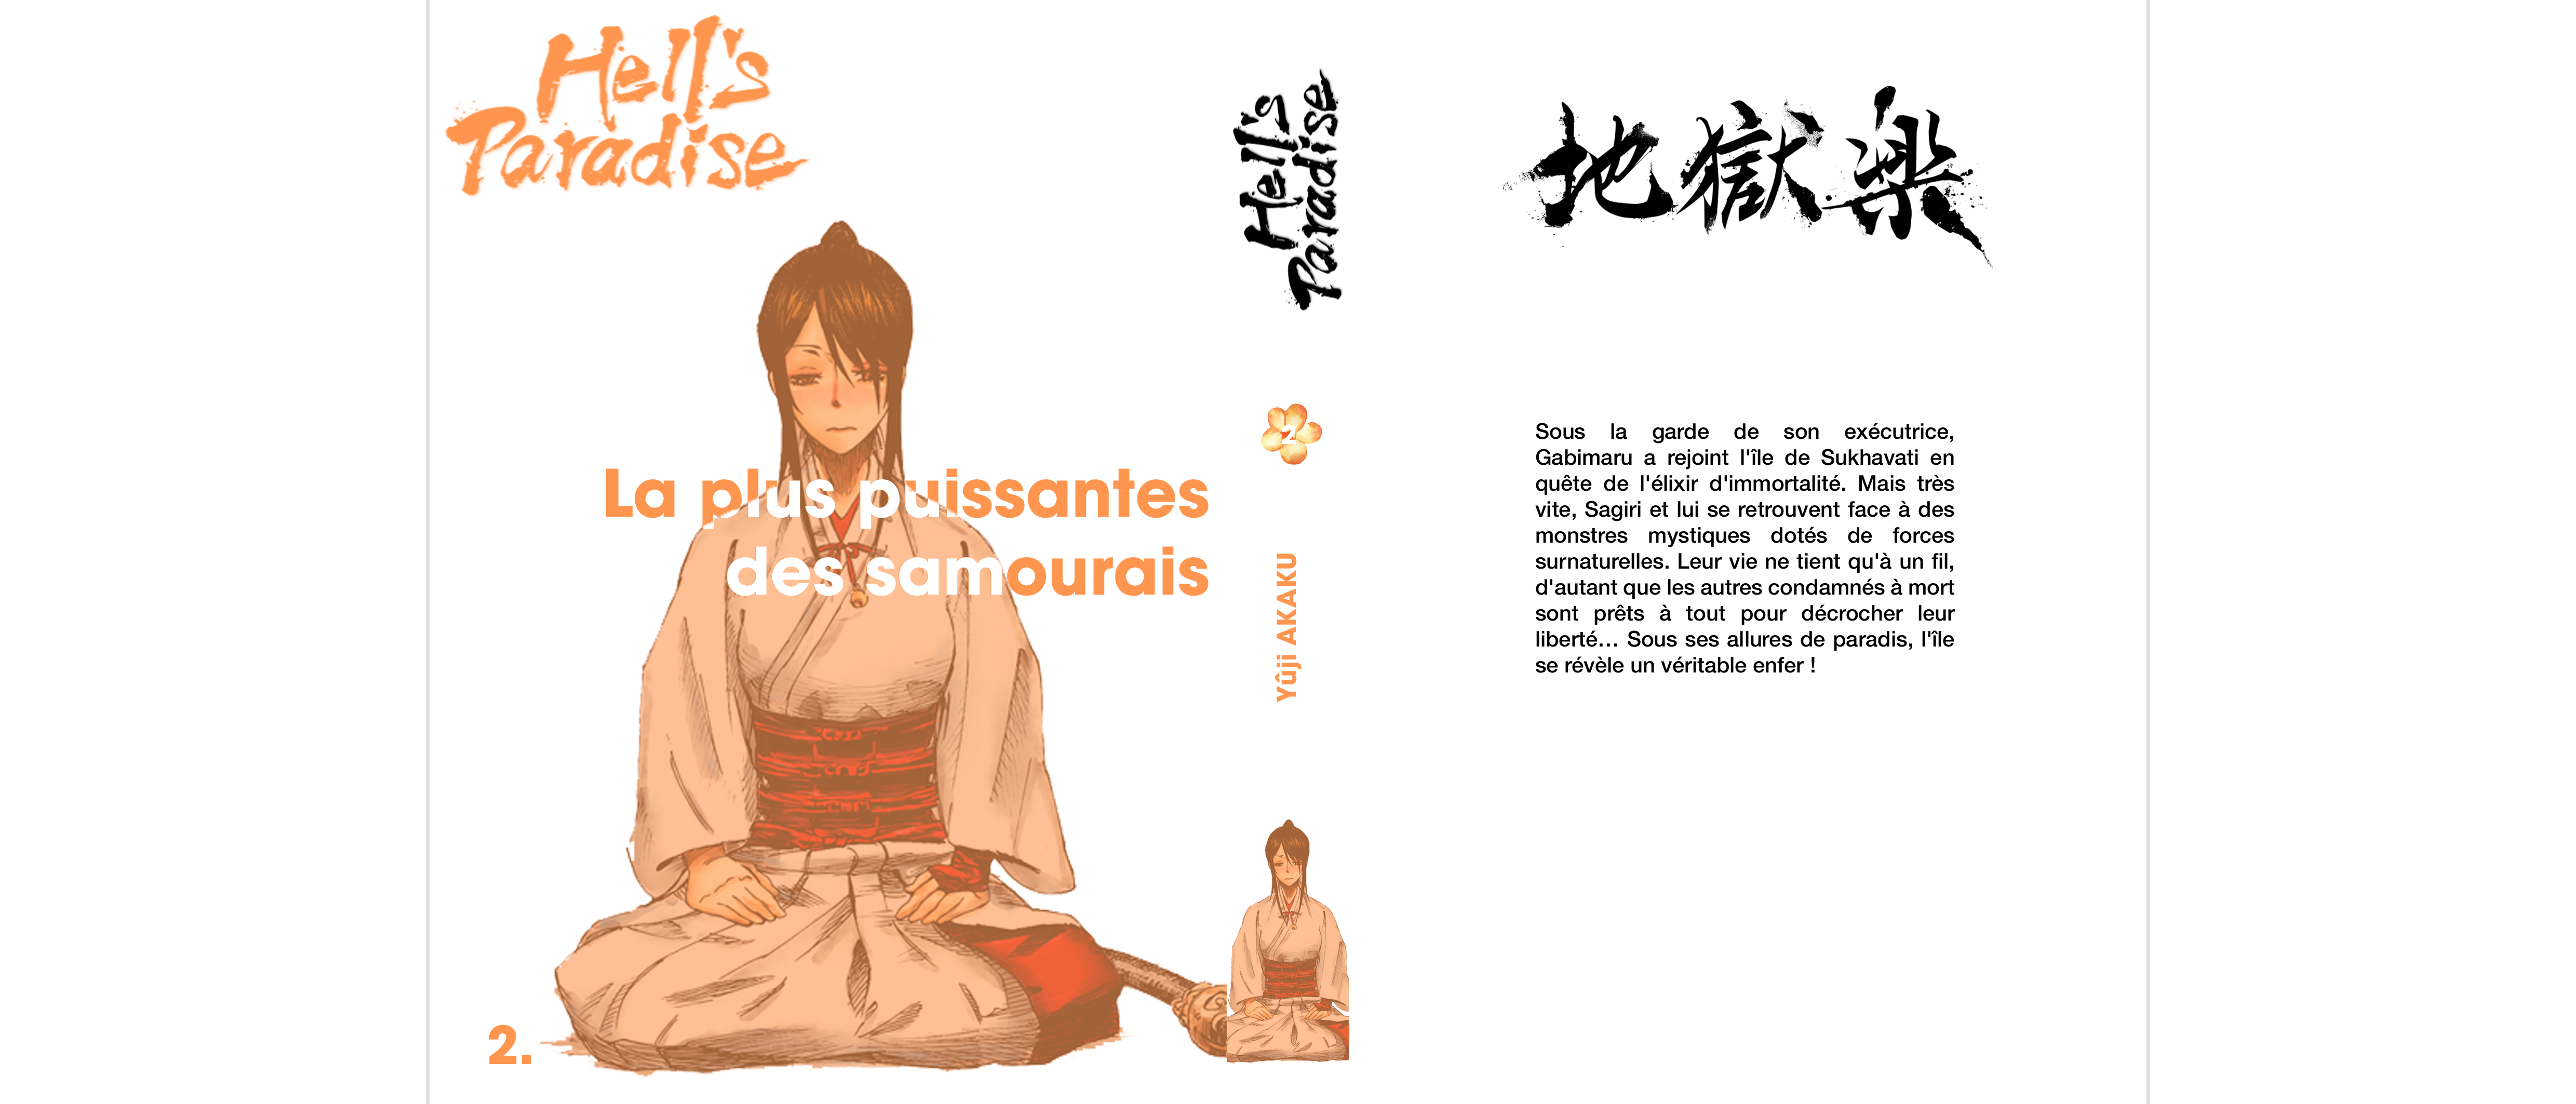 Hell's
Paradise
La plus puissantes
des samourais
2.
Hell's
Paradise
2
Yûji AKAKU
地獄楽
Sous la garde de son exécutrice,
Gabimaru a rejoint l'île de Sukhavati en
quête de l'élixir d'immortalité. Mais très
vite, Sagiri et lui se retrouvent face à des
monstres mystiques dotés de forces
surnaturelles. Leur vie ne tient qu'à un fil,
d'autant que les autres condamnés à mort
sont prêts à tout pour décrocher leur
liberté… Sous ses allures de paradis, l'île
se révèle un véritable enfer !